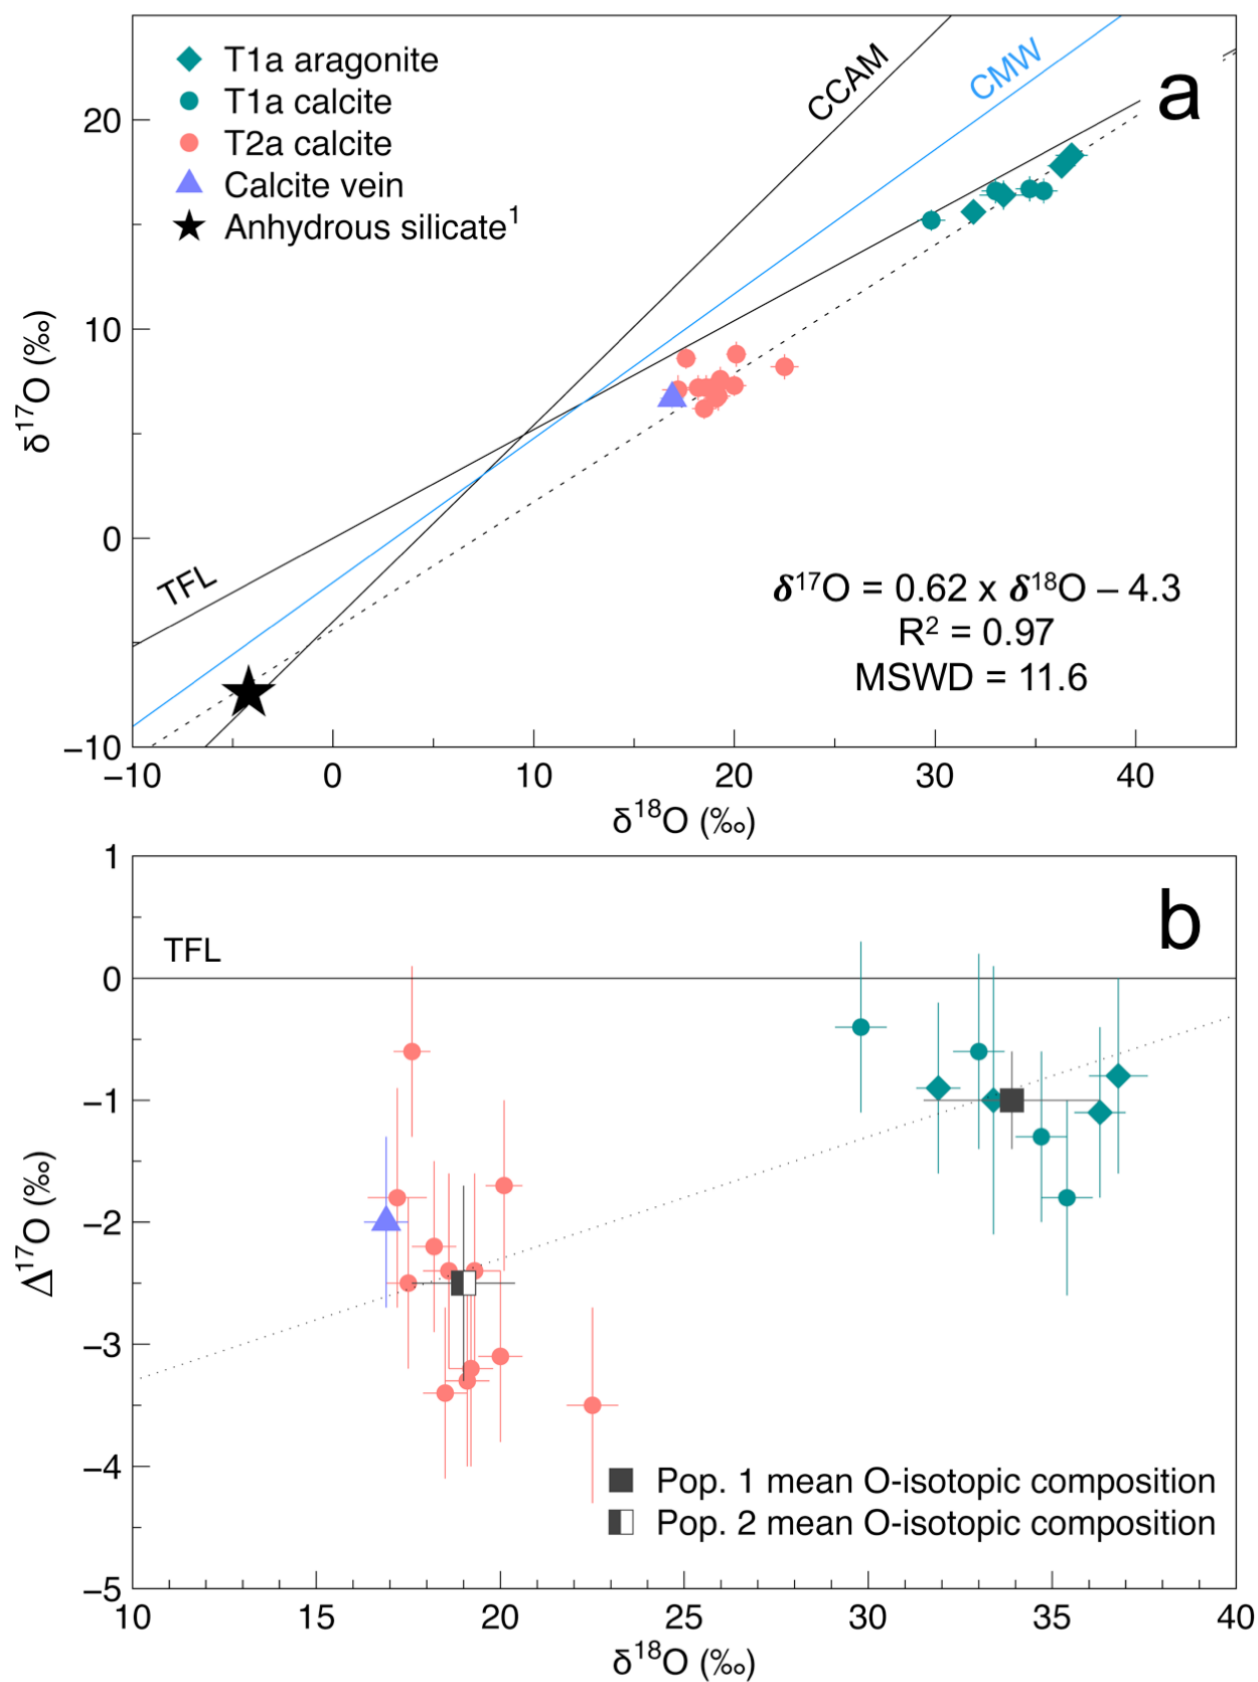 T1a aragonite
T1a calcite
T2a calcite
Calcite vein
Anhydrous silicate¹
CCAM
CMW
a
TFL
20
10
0
−10
δ¹⁷O (‰)
𝜹¹⁷O = 0.62 x 𝜹¹⁸O – 4.3
R² = 0.97
MSWD = 11.6
−10 0 10 20 30 40
δ¹⁸O (‰)
b
TFL
1
0
−1
−2
−3
−4
−5
Δ¹⁷O (‰)
Pop. 1 mean O-isotopic composition
Pop. 2 mean O-isotopic composition
10 15 20 25 30 35 40
δ¹⁸O (‰)